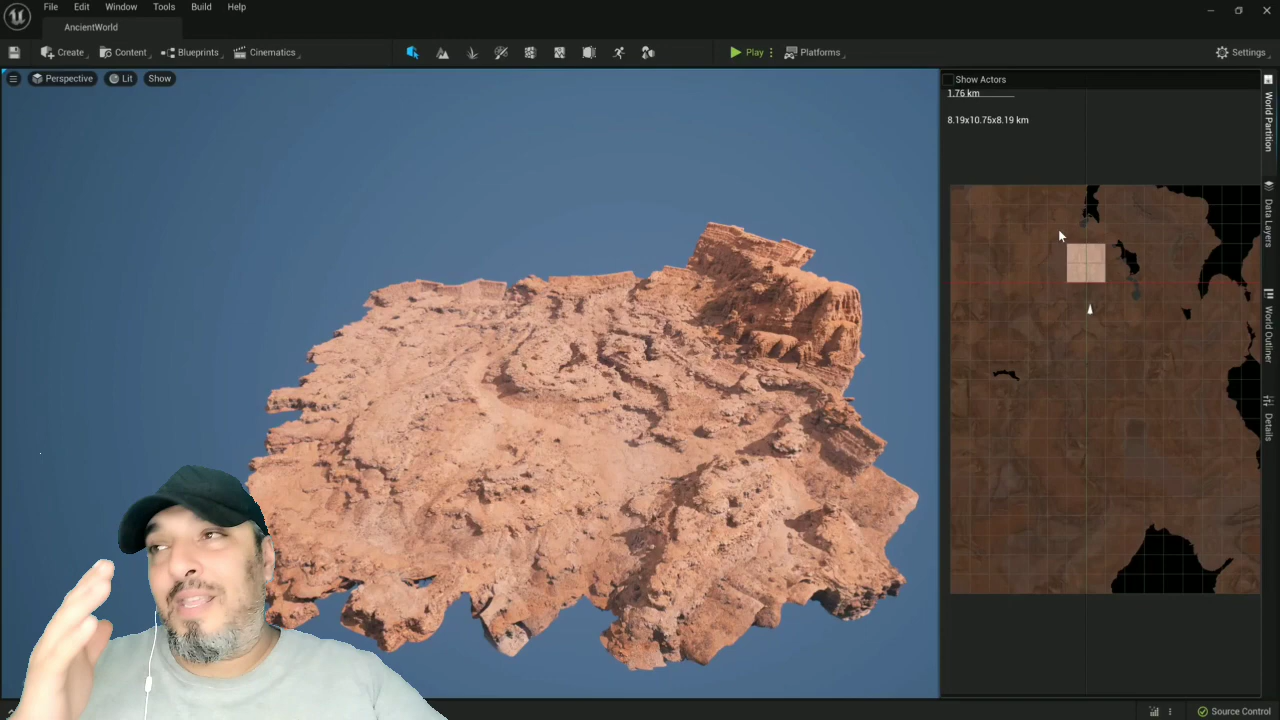 File Edit Window Tools Build Help
AncientWorld
Create Content Blueprints Cinematics Play Platforms Settings
Perspective Lit Show
Show Actors
1.76 km
8.19x10.75x8.19 km
World Partition
Data Layers
World Outliner
Details
Source Control